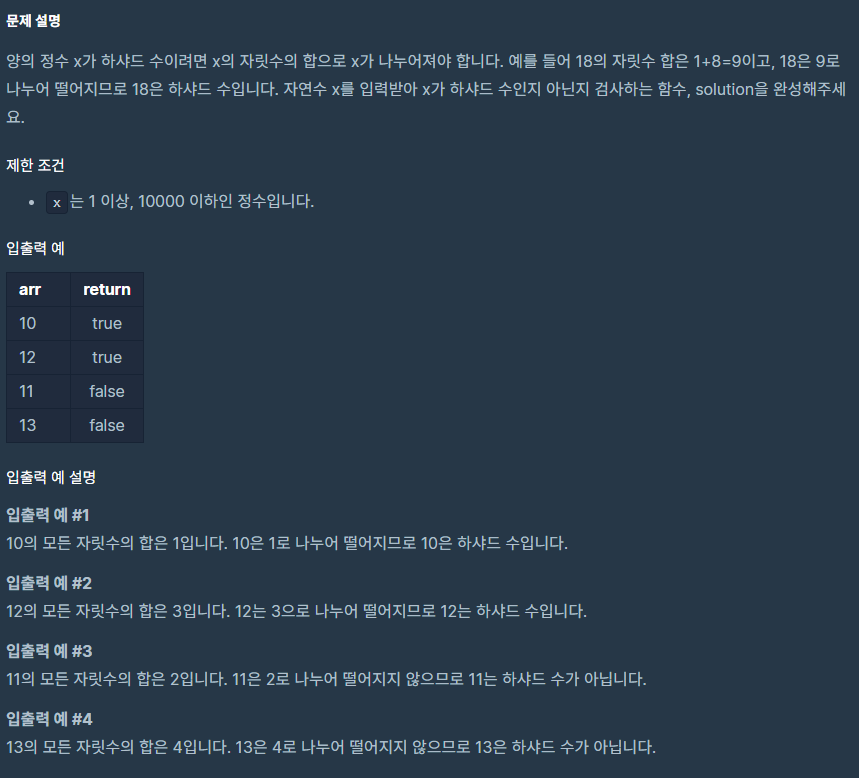 문제 설명
양의 정수 x가 하샤드 수이려면 x의 자릿수의 합으로 x가 나누어져야 합니다. 예를 들어 18의 자릿수 합은 1+8=9이고, 18은 9로
나누어 떨어지므로 18은 하샤드 수입니다. 자연수 x를 입력받아 x가 하샤드 수인지 아닌지 검사하는 함수, solution을 완성해주세
요.
제한 조건
• x 는 1 이상, 10000 이하인 정수입니다.
입출력 예
arr return
10 true
12 true
11 false
13 false
입출력 예 설명
입출력 예 #1
10의 모든 자릿수의 합은 1입니다. 10은 1로 나누어 떨어지므로 10은 하샤드 수입니다.
입출력 예 #2
12의 모든 자릿수의 합은 3입니다. 12는 3으로 나누어 떨어지므로 12는 하샤드 수입니다.
입출력 예 #3
11의 모든 자릿수의 합은 2입니다. 11은 2로 나누어 떨어지지 않으므로 11는 하샤드 수가 아닙니다.
입출력 예 #4
13의 모든 자릿수의 합은 4입니다. 13은 4로 나누어 떨어지지 않으므로 13은 하샤드 수가 아닙니다.